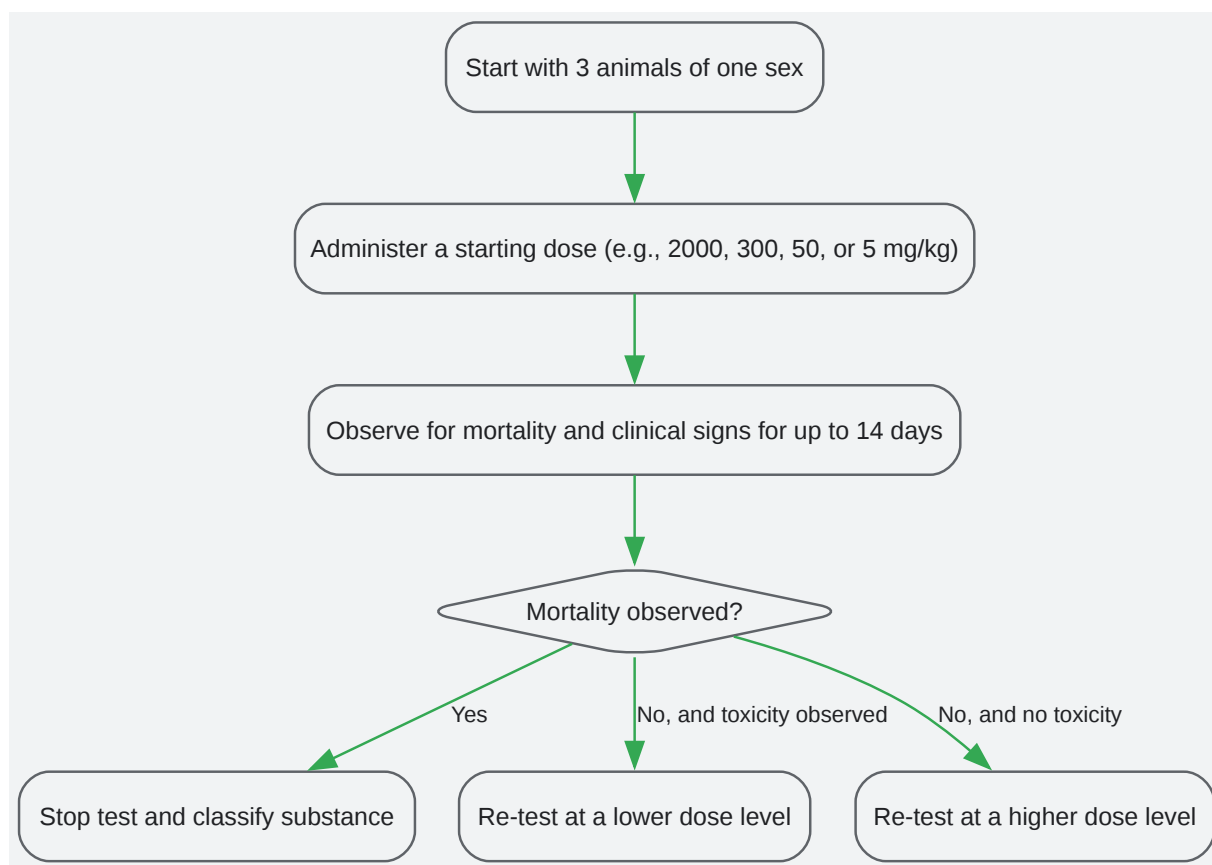 Start with 3 animals of one sex
Administer a starting dose (e.g., 2000, 300, 50, or 5 mg/kg)
Observe for mortality and clinical signs for up to 14 days
Mortality observed?
Yes
No, and toxicity observed
No, and no toxicity
Stop test and classify substance
Re-test at a lower dose level
Re-test at a higher dose level